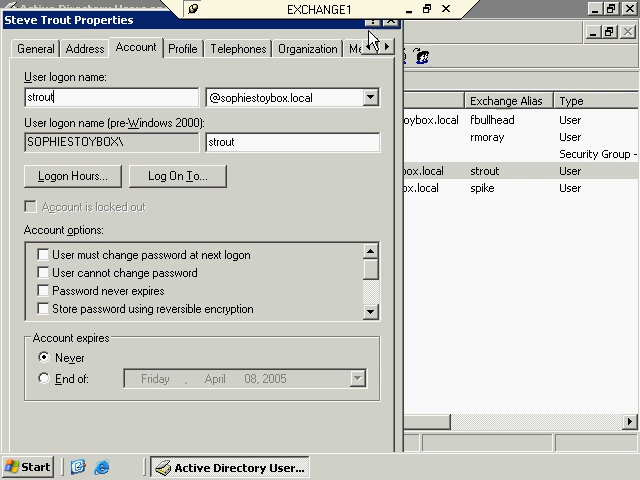 EXCHANGE1
Steve Trout Properties
General Address Account Profile Telephones Organization
User logon name:
strout @sophiestoybox.local
User logon name (pre-Windows 2000):
SOPHIESTOYBOX\ strout
Logon Hours... Log On To...
Account is locked out
Account options:
User must change password at next logon
User cannot change password
Password never expires
Store password using reversible encryption
Account expires
Never
End of: Friday , April 08, 2005
Exchange Alias Type
oybox.local fbullhead User
rmoray User
Security Group -
box.local strout User
ox.local spike User
Start Active Directory User...